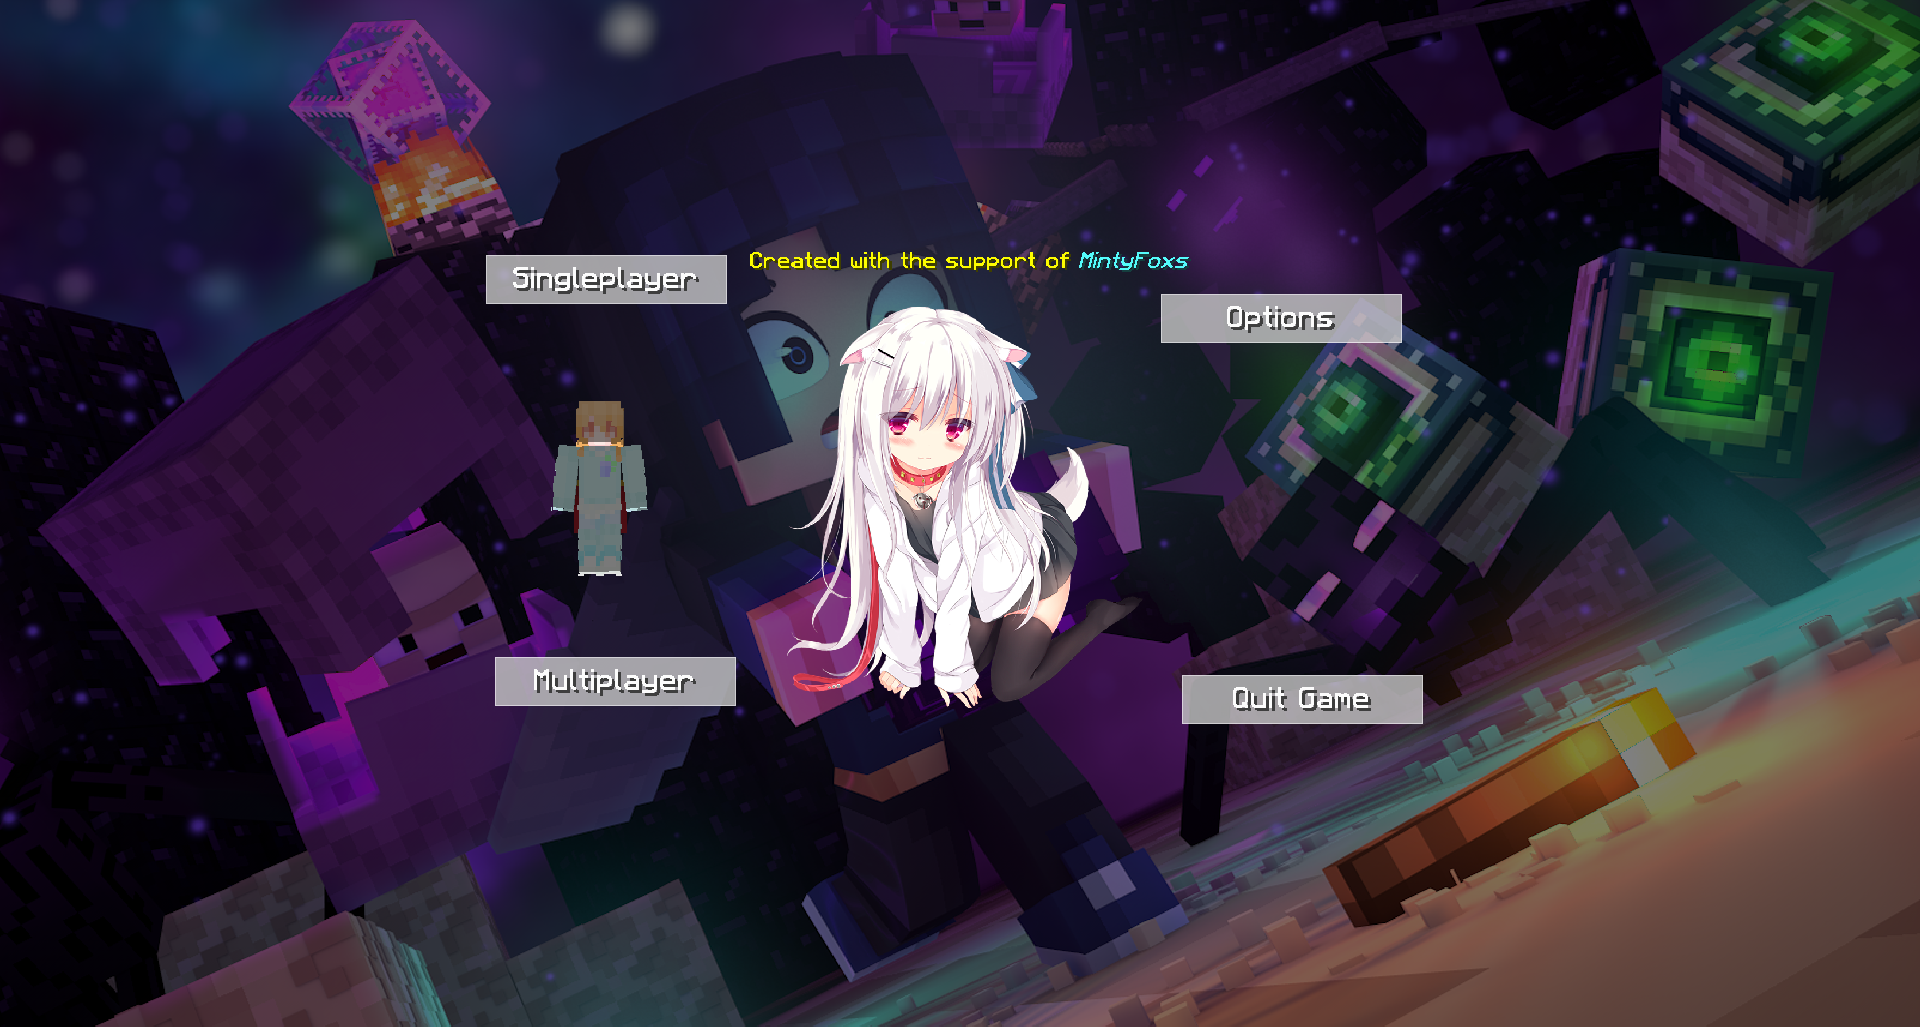 Created with the support of MintyFoxs
Singleplayer
Options
Multiplayer
Quit Game